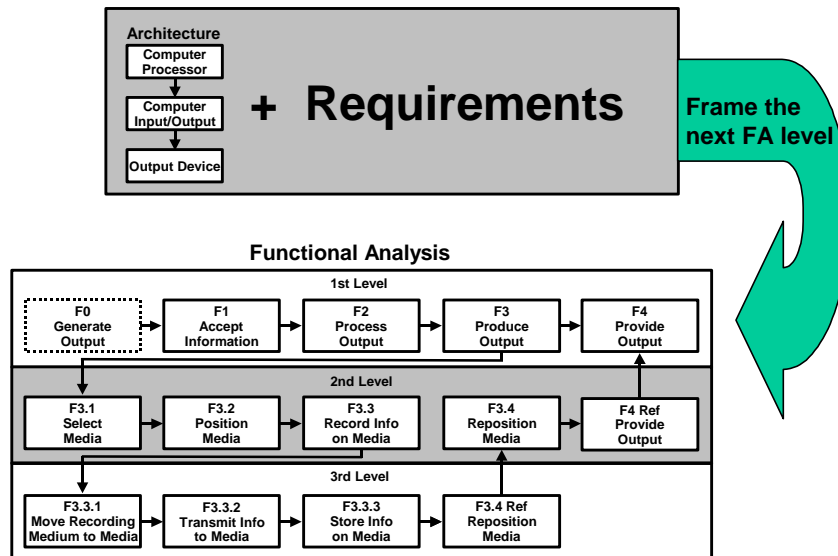 Architecture
Computer
Processor
Computer
Input/Output
Output Device
+ Requirements
Frame the
next FA level
Functional Analysis
1st Level
F0
Generate
Output
F1
Accept
Information
F2
Process
Output
F3
Produce
Output
F4
Provide
Output
2nd Level
F3.1
Select
Media
F3.2
Position
Media
F3.3
Record Info
on Media
F3.4
Reposition
Media
F4 Ref
Provide
Output
3rd Level
F3.3.1
Move Recording
Medium to Media
F3.3.2
Transmit Info
to Media
F3.3.3
Store Info
on Media
F3.4 Ref
Reposition
Media